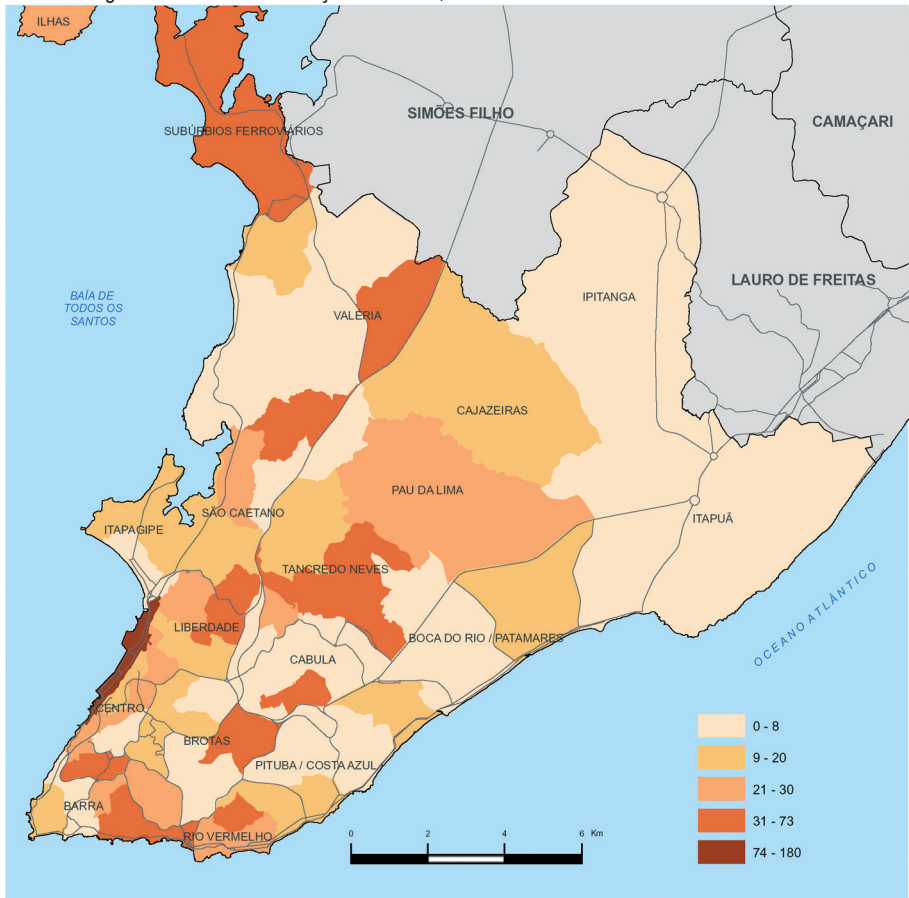 ILHAS
SUBÚRBIOS FERROVIÁRIOS
SIMÕES FILHO
CAMAÇARI
LAURO DE FREITAS
BAÍA DE
TODOS OS
SANTOS
IPITANGA
VALÉRIA
CAJAZEIRAS
PAU DA LIMA
SÃO CAETANO
ITAPUÃ
ITAPAGIPE
TANCREDO NEVES
LIBERDADE
BOCA DO RIO / PATAMARES
OCEANO ATLÂNTICO
CABULA
CENTRO
BROTAS
PITUBA / COSTA AZUL
BARRA
RIO VERMELHO
0 2 4 6 Km
0 - 8
9 - 20
21 - 30
31 - 73
74 - 180